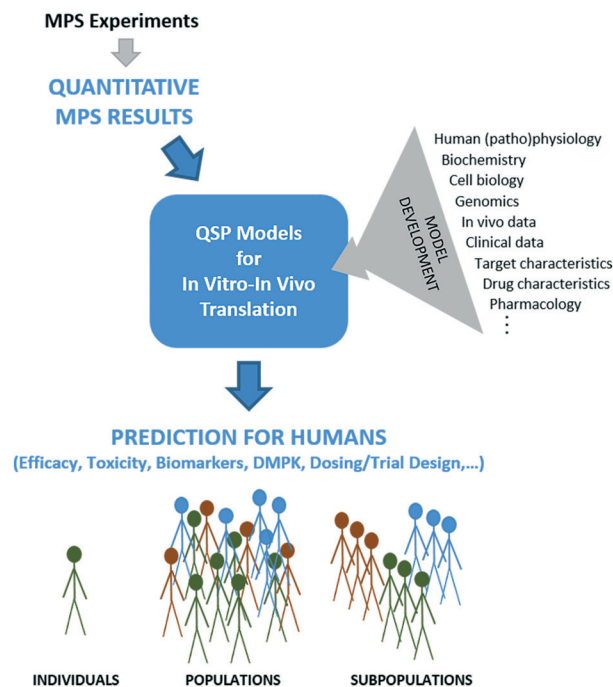 MPS Experiments
QUANTITATIVE
MPS RESULTS
QSP Models
for
In Vitro-In Vivo
Translation
MODEL
DEVELOPMENT
Human (patho)physiology
Biochemistry
Cell biology
Genomics
In vivo data
Clinical data
Target characteristics
Drug characteristics
Pharmacology
⋮
PREDICTION FOR HUMANS
(Efficacy, Toxicity, Biomarkers, DMPK, Dosing/Trial Design,...)
INDIVIDUALS
POPULATIONS
SUBPOPULATIONS